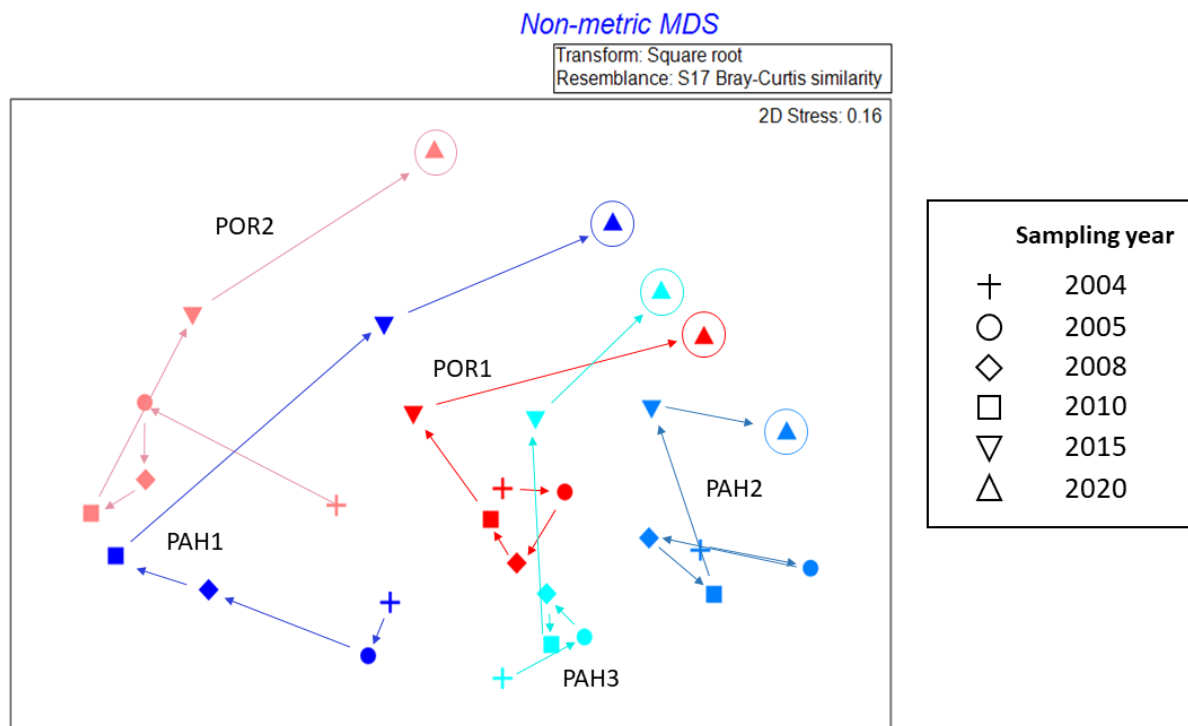 Non-metric MDS
Transform: Square root
Resemblance: S17 Bray-Curtis similarity
2D Stress: 0.16
POR2
POR1
PAH2
PAH1
PAH3
Sampling year
2004
2005
2008
2010
2015
2020